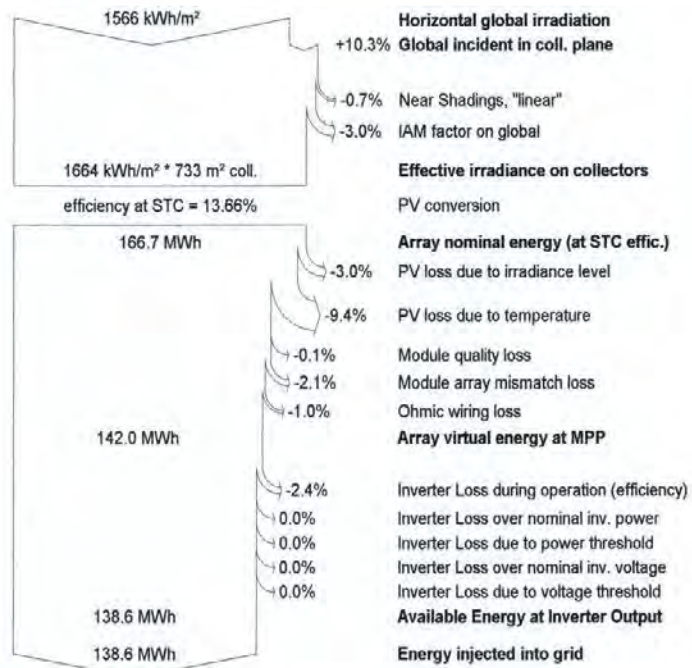 1566 kWh/m² Horizontal global irradiation
+10.3% Global incident in coll. plane
-0.7% Near Shadings, "linear"
-3.0% IAM factor on global
1664 kWh/m² * 733 m² coll. Effective irradiance on collectors
efficiency at STC = 13.66% PV conversion
166.7 MWh Array nominal energy (at STC effic.)
-3.0% PV loss due to irradiance level
-9.4% PV loss due to temperature
-0.1% Module quality loss
-2.1% Module array mismatch loss
-1.0% Ohmic wiring loss
142.0 MWh Array virtual energy at MPP
-2.4% Inverter Loss during operation (efficiency)
0.0% Inverter Loss over nominal inv. power
0.0% Inverter Loss due to power threshold
0.0% Inverter Loss over nominal inv. voltage
0.0% Inverter Loss due to voltage threshold
138.6 MWh Available Energy at Inverter Output
138.6 MWh Energy injected into grid